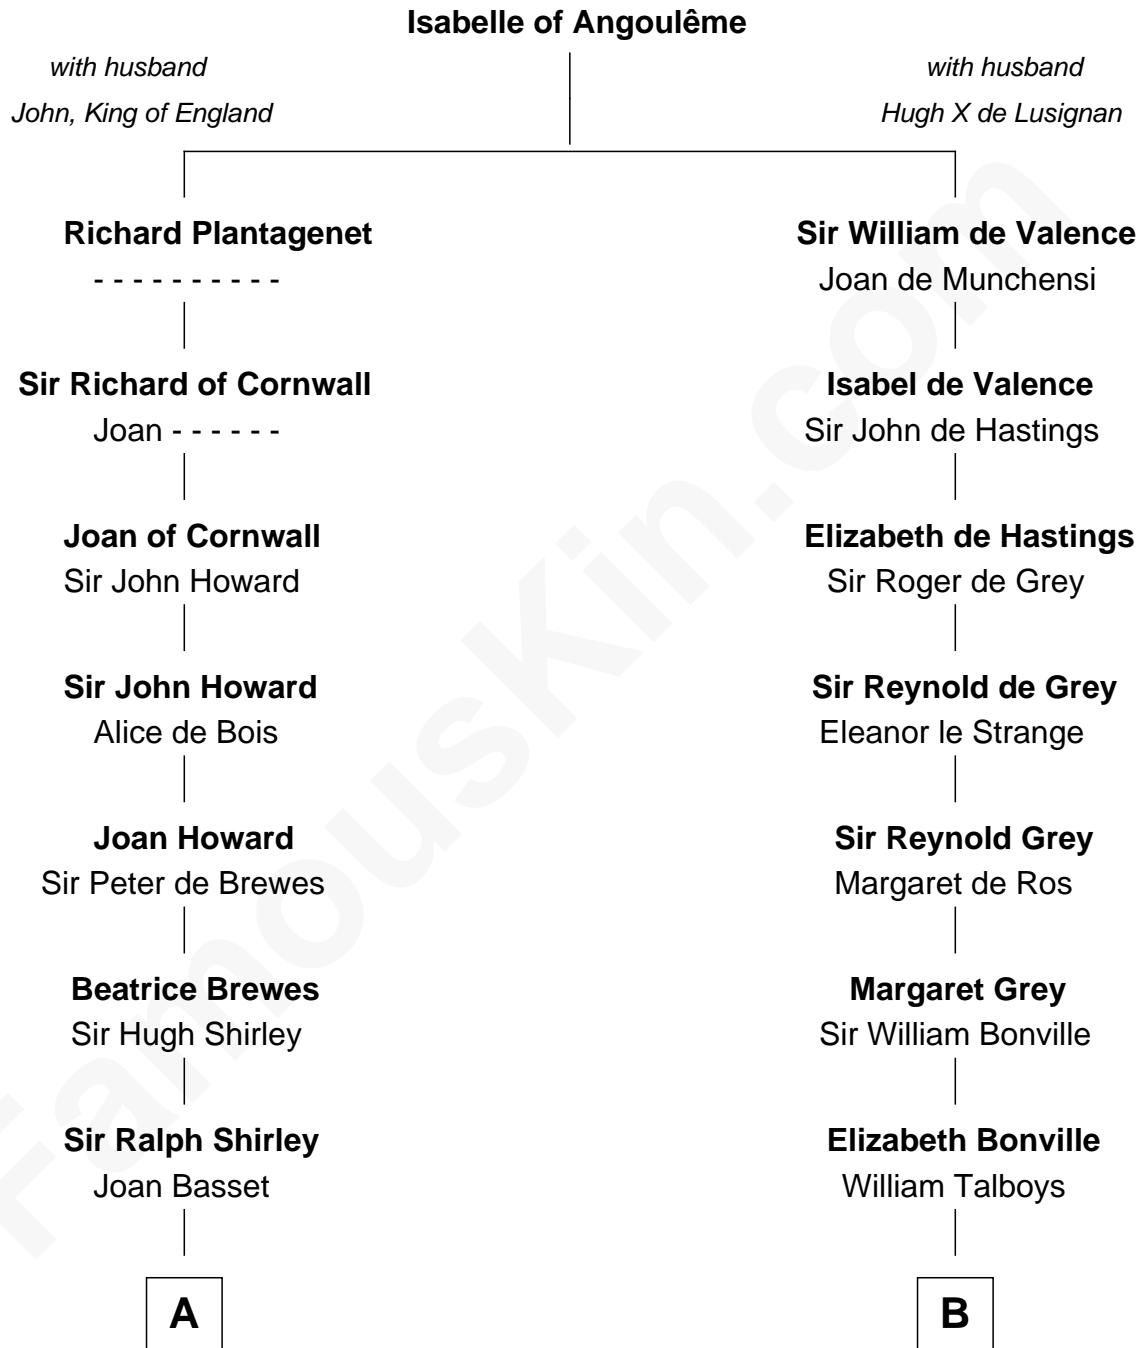 Isabelle of Angoulême
with husband
John, King of England
with husband
Hugh X de Lusignan
Richard Plantagenet
- - - - - - - - - -
Sir William de Valence
Joan de Munchensi
Sir Richard of Cornwall
Joan - - - - - -
Isabel de Valence
Sir John de Hastings
Joan of Cornwall
Sir John Howard
Elizabeth de Hastings
Sir Roger de Grey
Sir John Howard
Alice de Bois
Sir Reynold de Grey
Eleanor le Strange
Joan Howard
Sir Peter de Brewes
Sir Reynold Grey
Margaret de Ros
Beatrice Brewes
Sir Hugh Shirley
Margaret Grey
Sir William Bonville
Sir Ralph Shirley
Joan Basset
Elizabeth Bonville
William Talboys
A
B
FamousKin.com